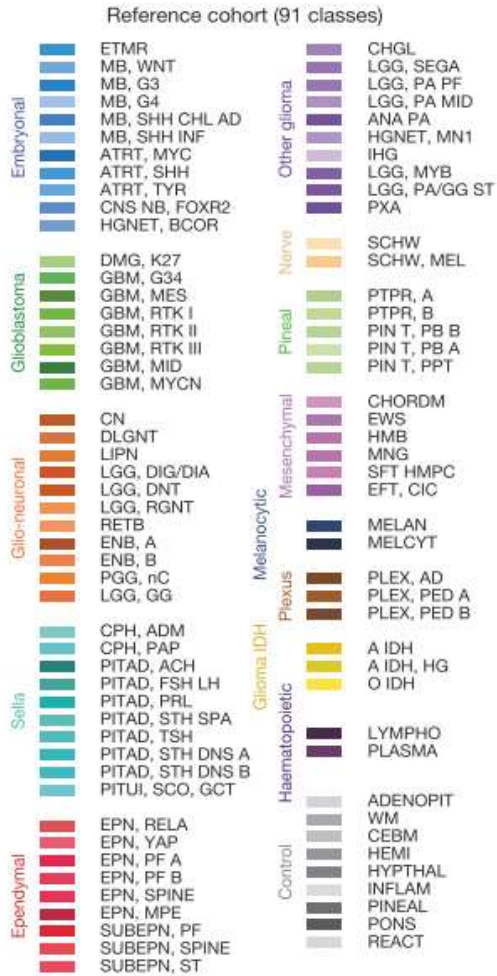 Reference cohort (91 classes)
Embryonal
ETMR
MB, WNT
MB, G3
MB, G4
MB, SHH CHL AD
MB, SHH INF
ATRT, MYC
ATRT, SHH
ATRT, TYR
CNS NB, FOXR2
HGNET, BCOR
Glioblastoma
DMG, K27
GBM, G34
GBM, MES
GBM, RTK I
GBM, RTK II
GBM, RTK III
GBM, MID
GBM, MYCN
Glio-neuronal
CN
DLGNT
LIPN
LGG, DIG/DIA
LGG, DNT
LGG, RGNT
RETB
ENB, A
ENB, B
PGG, nC
LGG, GG
Sella
CPH, ADM
CPH, PAP
PITAD, ACH
PITAD, FSH LH
PITAD, PRL
PITAD, STH SPA
PITAD, TSH
PITAD, STH DNS A
PITAD, STH DNS B
PITUI, SCO, GCT
Ependymal
EPN, RELA
EPN, YAP
EPN, PF A
EPN, PF B
EPN, SPINE
EPN, MPE
SUBEPN, PF
SUBEPN, SPINE
SUBEPN, ST
Other glioma
CHGL
LGG, SEGA
LGG, PA PF
LGG, PA MID
ANA PA
HGNET, MN1
IHG
LGG, MYB
LGG, PA/GG ST
PXA
Nerve
SCHW
SCHW, MEL
Pineal
PTPR, A
PTPR, B
PIN T, PB B
PIN T, PB A
PIN T, PPT
Mesenchymal
CHORDM
EWS
HMB
MNG
SFT HMPC
EFT, CIC
Melanocytic
MELAN
MELCYT
Plexus
PLEX, AD
PLEX, PED A
PLEX, PED B
Glioma IDH
A IDH
A IDH, HG
O IDH
Haematopoietic
LYMPHO
PLASMA
Control
ADENOPIT
WM
CEBM
HEMI
HYPTHAL
INFLAM
PINEAL
PONS
REACT